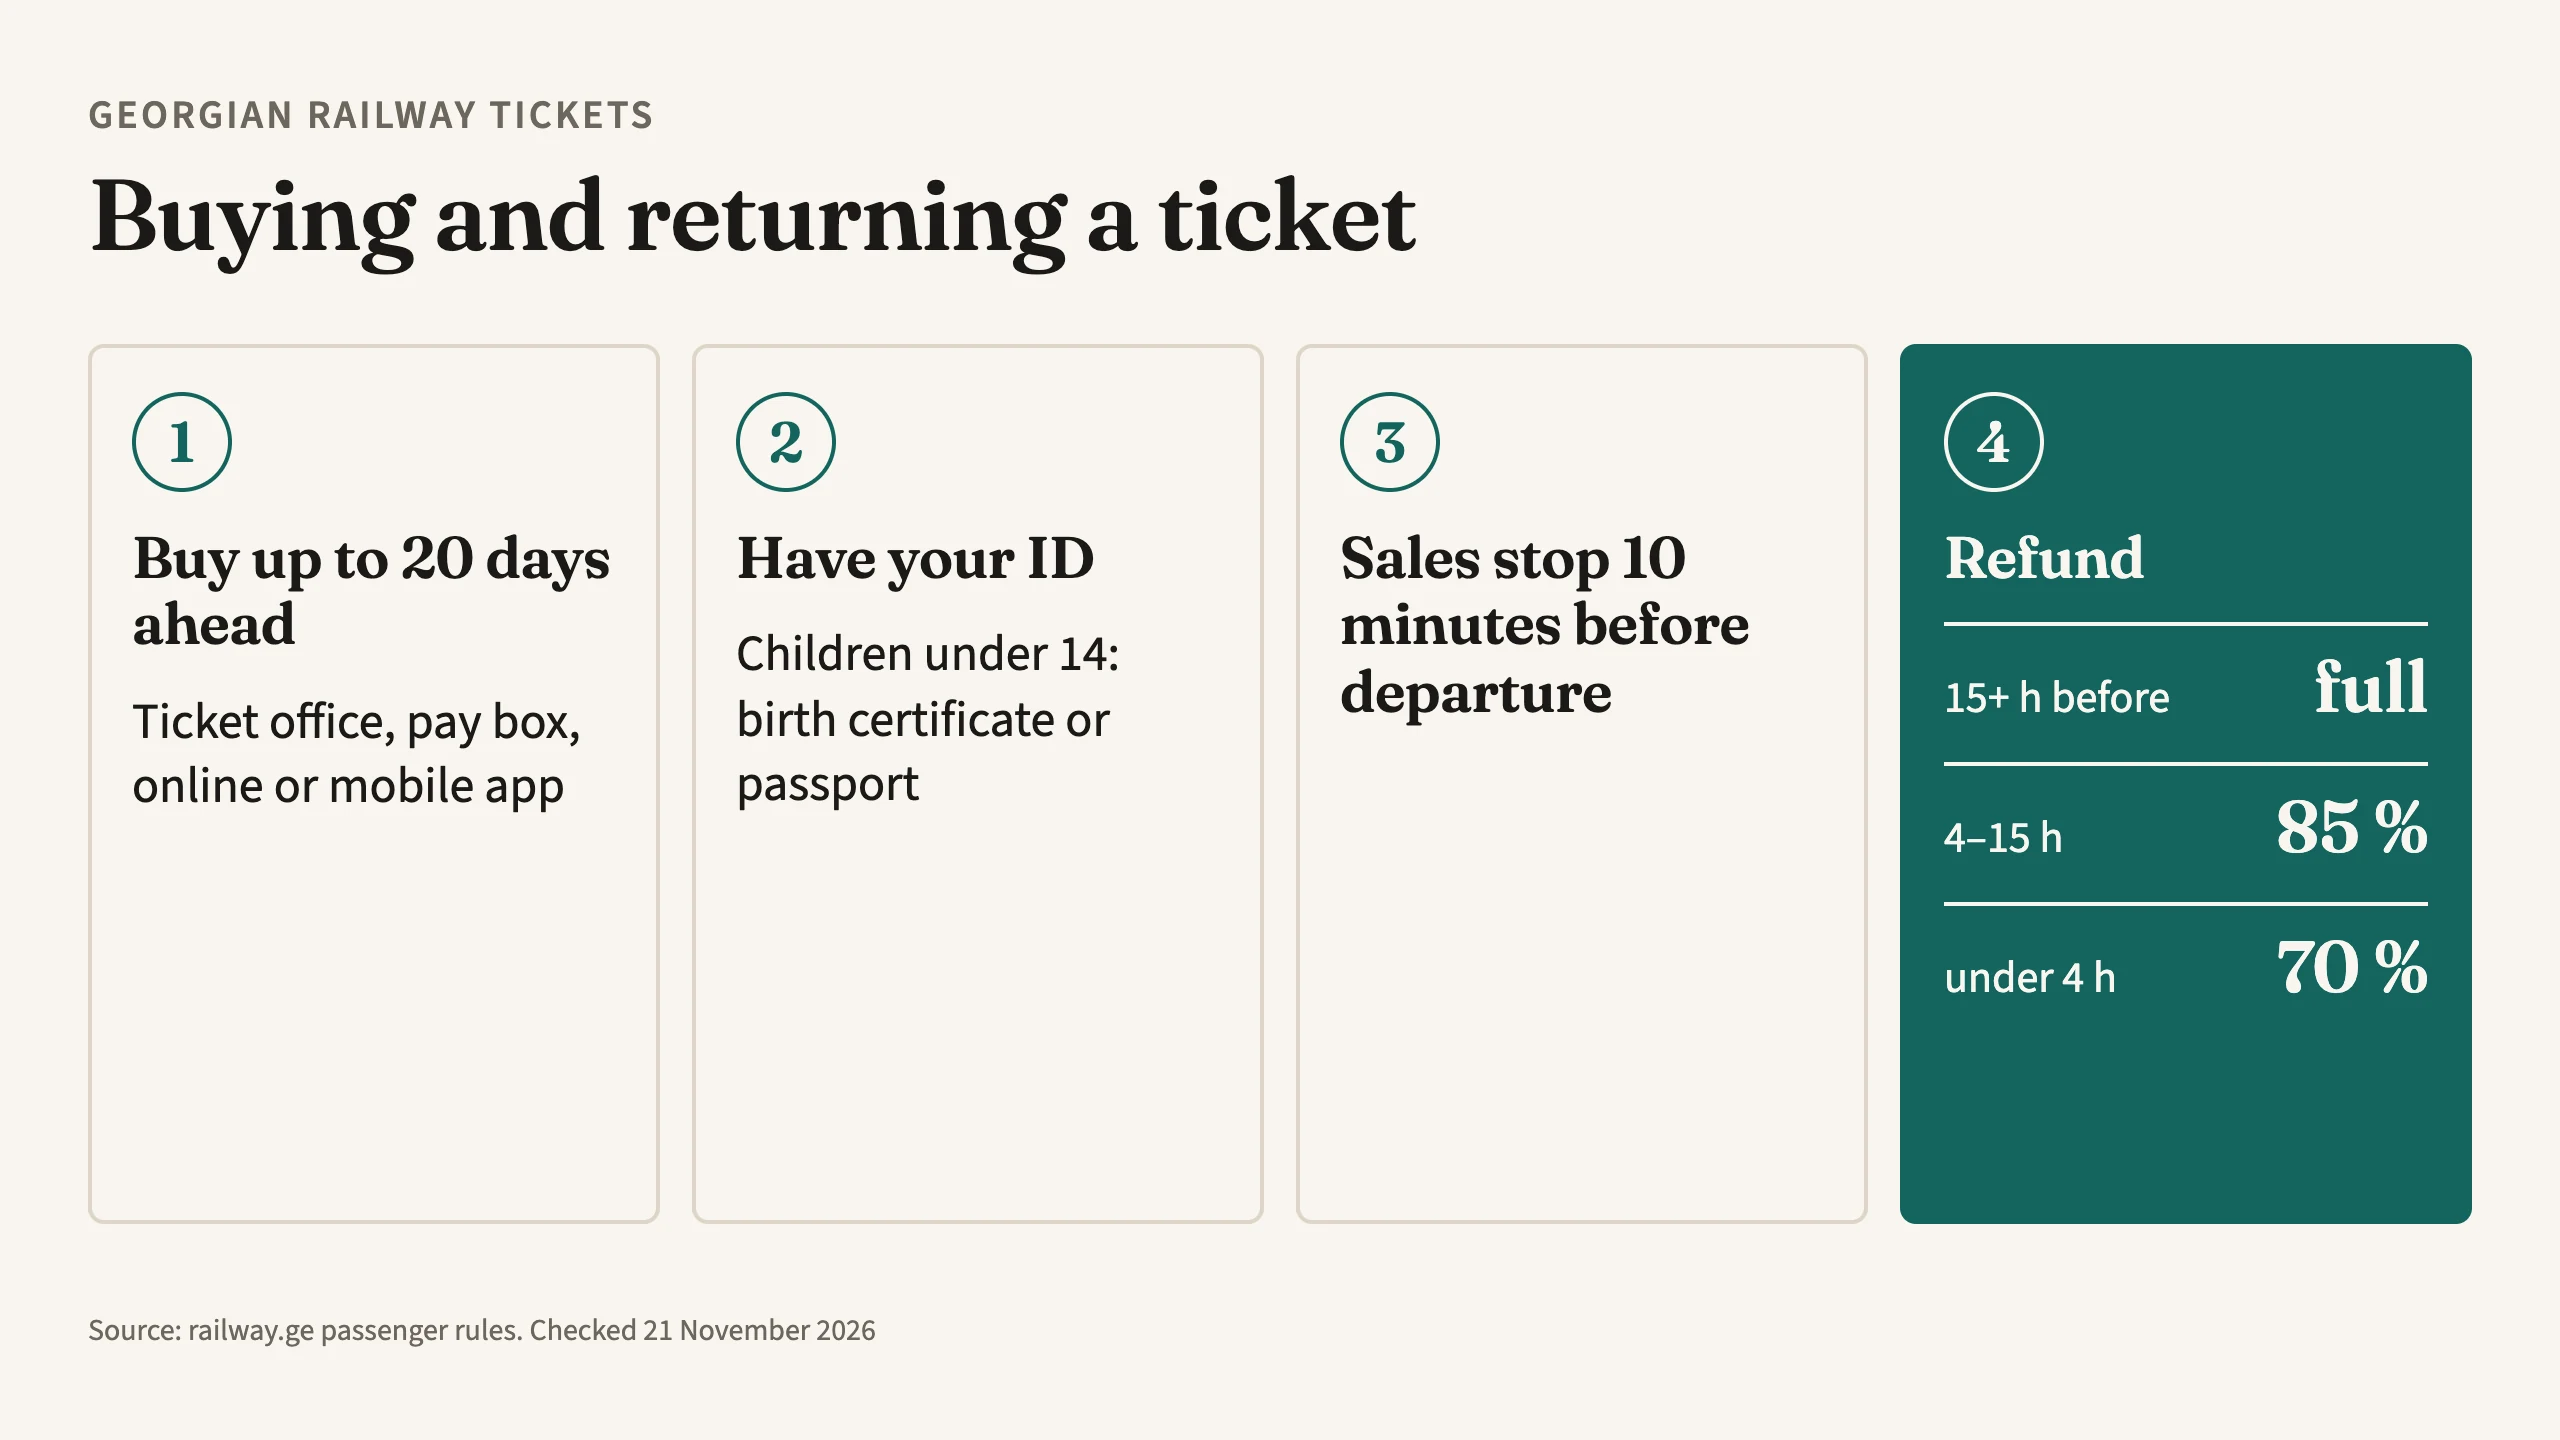 GEORGIAN RAILWAY TICKETS
Buying and returning a ticket
1
Buy up to 20 days
ahead
Ticket office, pay box,
online or mobile app
2
Have your ID
Children under 14:
birth certificate or
passport
3
Sales stop 10
minutes before
departure
4
Refund
15+ h before full
4–15 h 85 %
under 4 h 70 %
Source: railway.ge passenger rules. Checked 21 November 2026